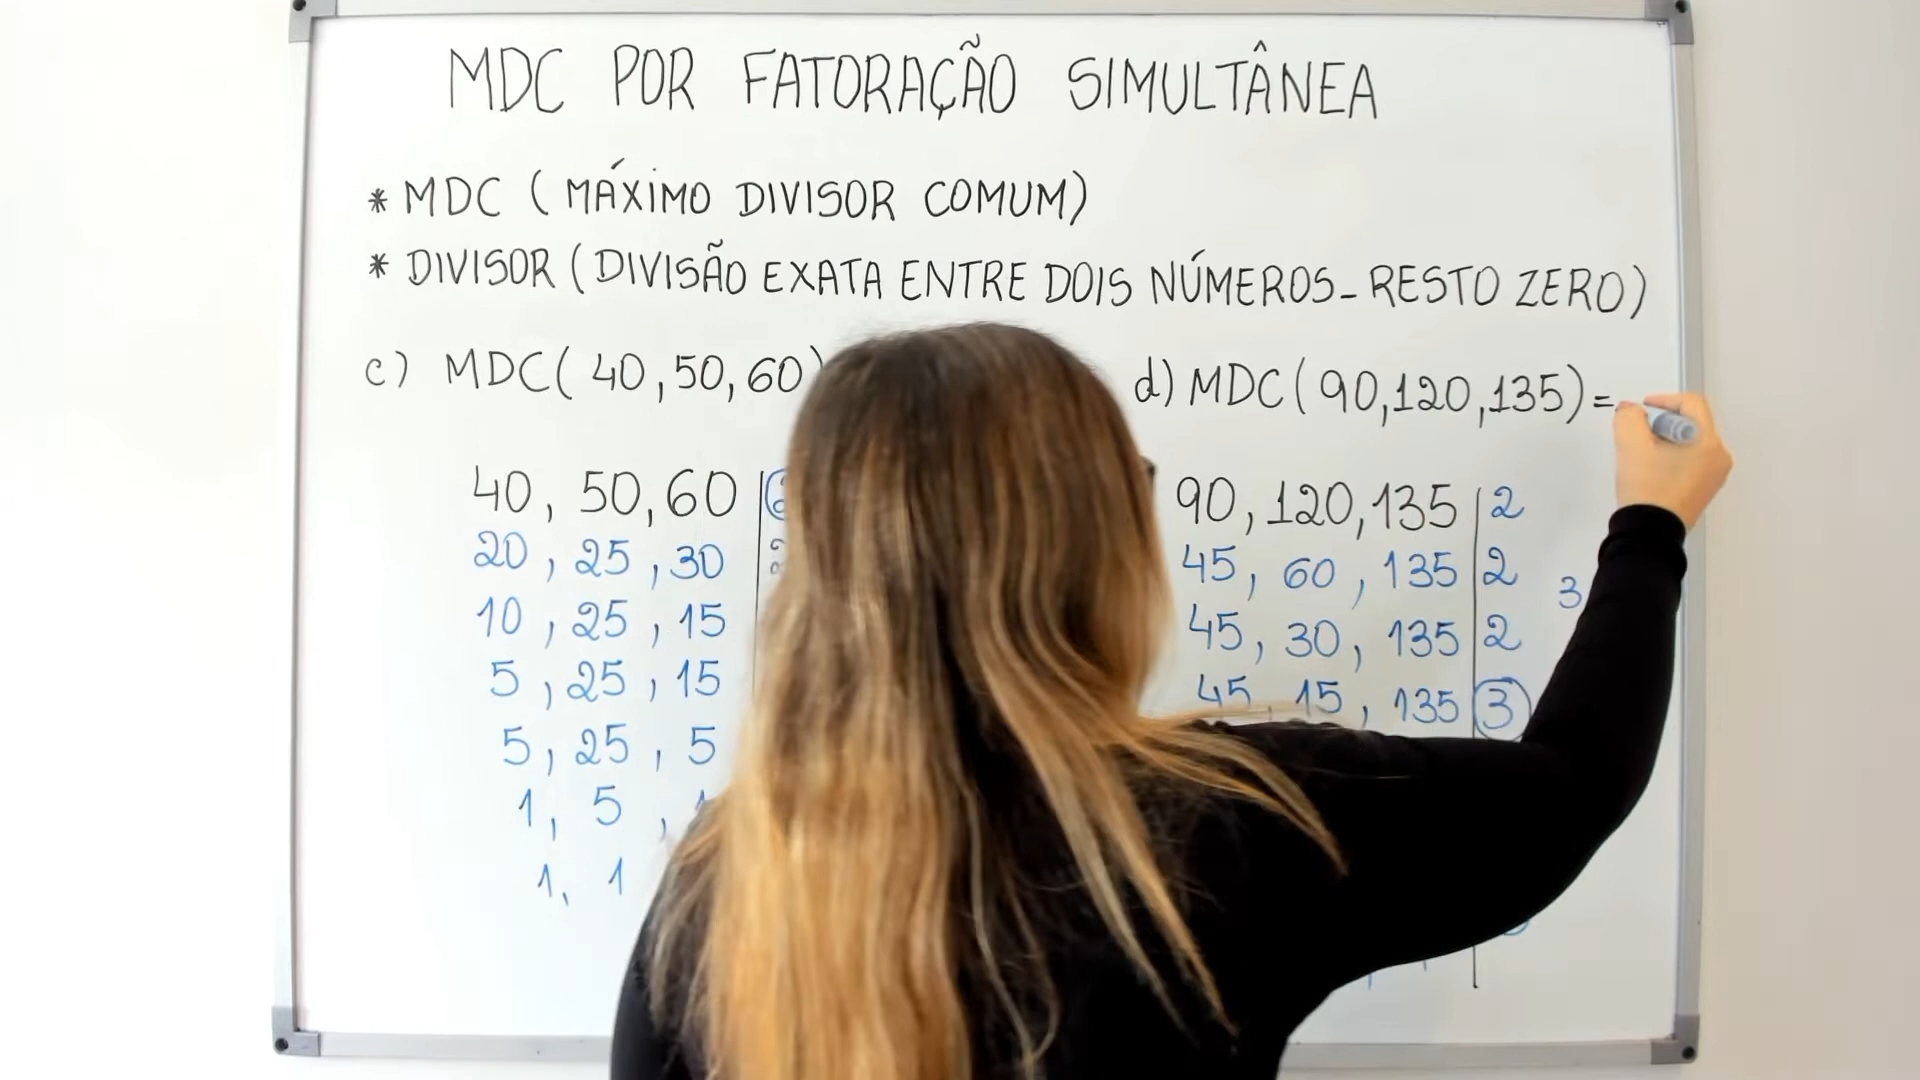 MDC POR FATORAÇÃO SIMULTÂNEA
* MDC ( MÁXIMO DIVISOR COMUM)
* DIVISOR ( DIVISÃO EXATA ENTRE DOIS NÚMEROS - RESTO ZERO)
c) MDC( 40, 50, 60)
40, 50, 60
20, 25, 30
10, 25, 15
5, 25, 15
5, 25, 5
1, 5,
1, 1
d) MDC( 90, 120, 135) =
90, 120, 135 | 2
45, 60, 135 | 2
3
45, 30, 135 | 2
45, 15, 135 | 3